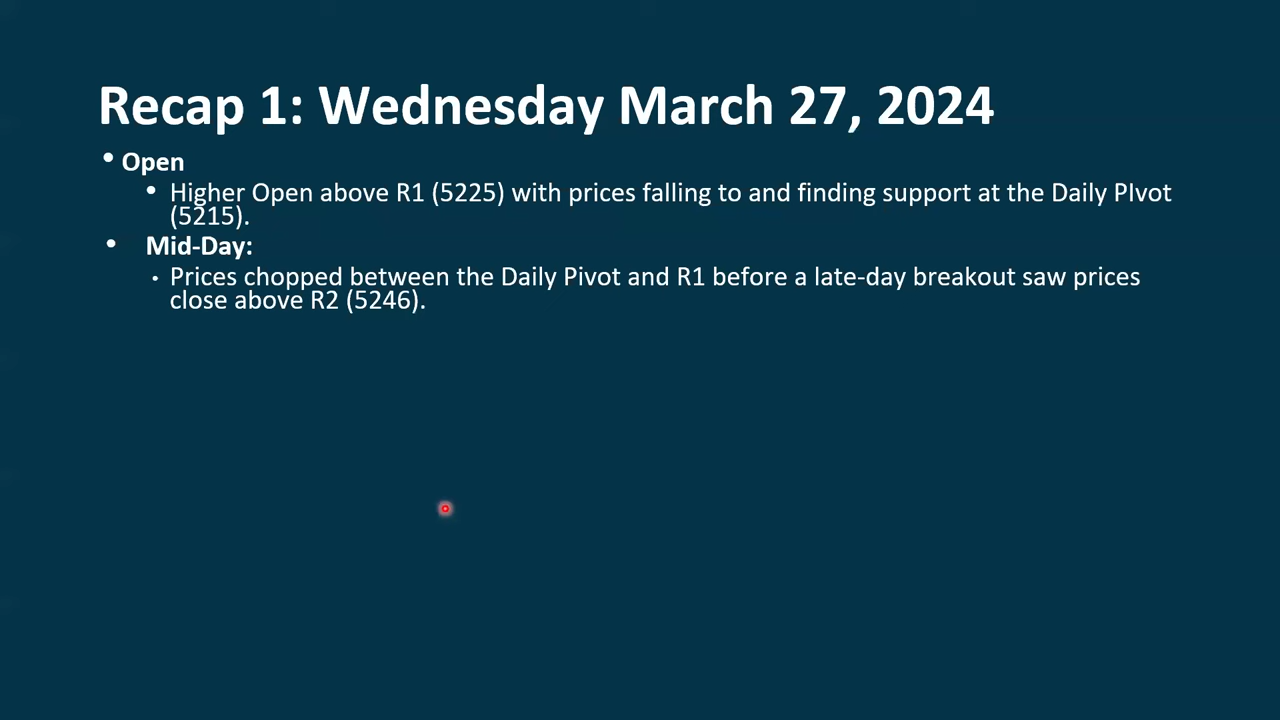 Recap 1: Wednesday March 27, 2024
• Open
• Higher Open above R1 (5225) with prices falling to and finding support at the Daily PIvot
(5215).
• Mid-Day:
• Prices chopped between the Daily Pivot and R1 before a late-day breakout saw prices
close above R2 (5246).